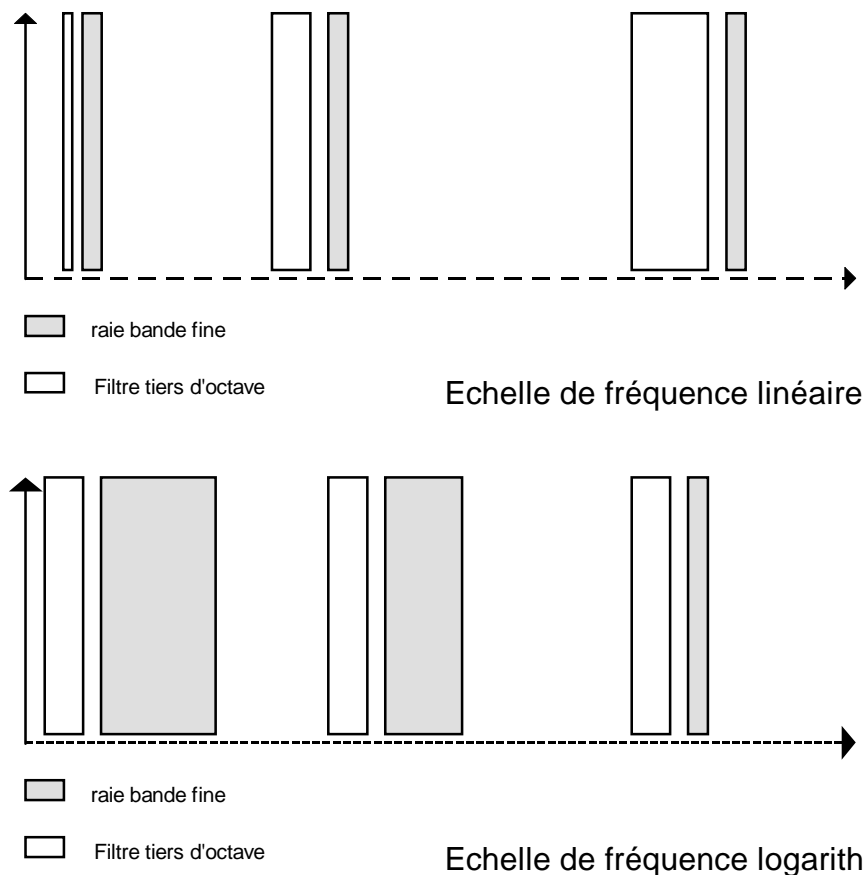 raie bande fine
Filtre tiers d'octave
Echelle de fréquence linéaire
raie bande fine
Filtre tiers d'octave
Echelle de fréquence logarith